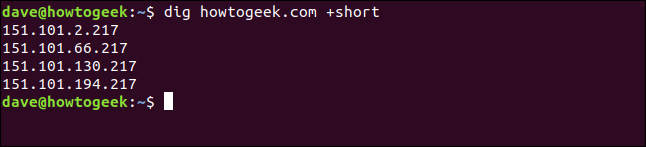 dave@howtogeek:~$ dig howtogeek.com +short
151.101.2.217
151.101.66.217
151.101.130.217
151.101.194.217
dave@howtogeek:~$